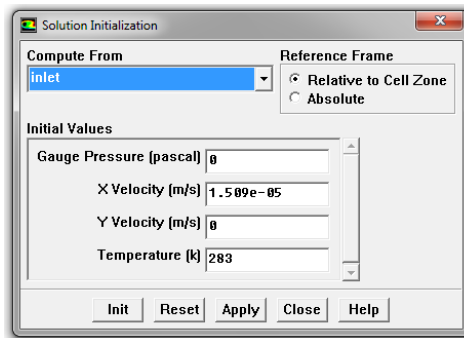 Solution Initialization
Compute From
inlet
Reference Frame
Relative to Cell Zone
Absolute
Initial Values
Gauge Pressure (pascal) 0
X Velocity (m/s) 1.509e-05
Y Velocity (m/s) 0
Temperature (k) 283
Init Reset Apply Close Help